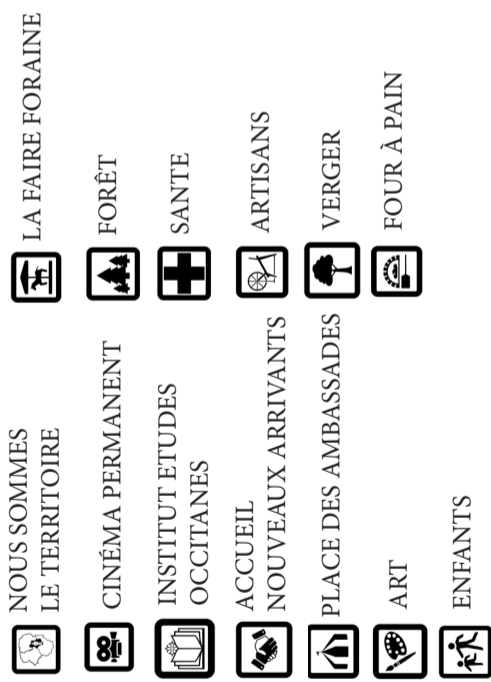 NOUS SOMMES
LE TERRITOIRE
CINÉMA PERMANENT
INSTITUT ETUDES
OCCITANES
ACCUEIL
NOUVEAUX ARRIVANTS
PLACE DES AMBASSADES
ART
ENFANTS
LA FAIRE FORAINE
FORÊT
SANTE
ARTISANS
VERGER
FOUR À PAIN